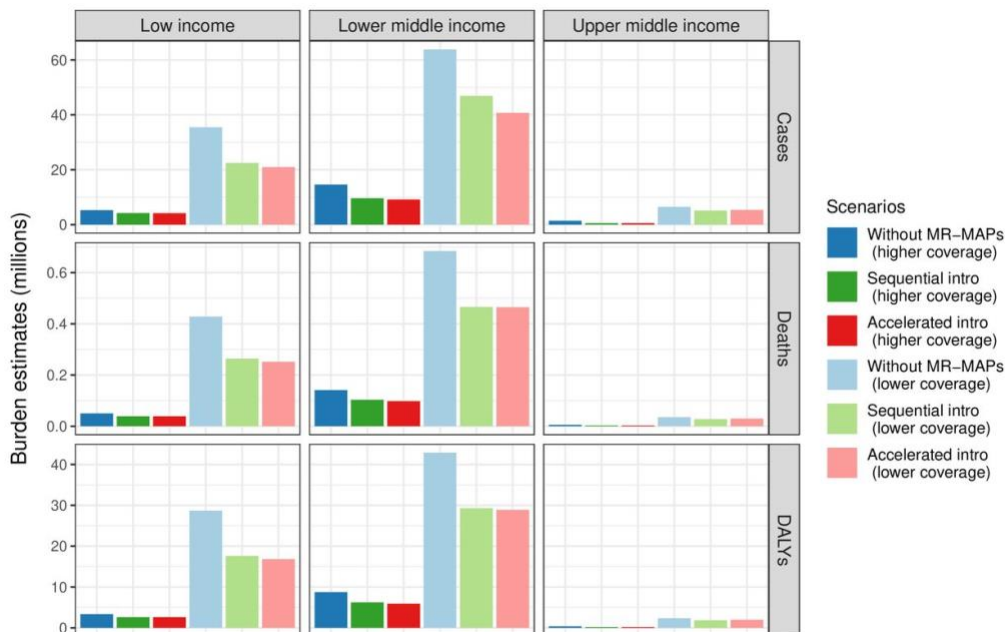 Low income
Lower middle income
Upper middle income
Burden estimates (millions)
60
40
20
0
Cases
0.6
0.4
0.2
0.0
Deaths
40
30
20
10
0
DALYs
Scenarios
Without MR−MAPs
(higher coverage)
Sequential intro
(higher coverage)
Accelerated intro
(higher coverage)
Without MR−MAPs
(lower coverage)
Sequential intro
(lower coverage)
Accelerated intro
(lower coverage)